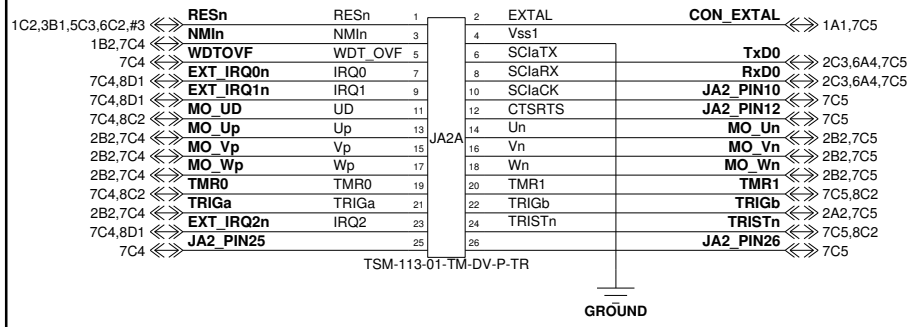 RESn RESn 1 2 EXTAL CON_EXTAL
1C2,3B1,5C3,6C2,#3 1A1,7C5
NMIn NMIn 3 4 Vss1
1B2,7C4
WDTOVF WDT_OVF 5 6 SCIaTX TxD0
7C4 2C3,6A4,7C5
EXT_IRQ0n IRQ0 7 8 SCIaRX RxD0
7C4,8D1 2C3,6A4,7C5
EXT_IRQ1n IRQ1 9 10 SCIaCK JA2_PIN10
7C4,8D1 7C5
MO_UD UD 11 12 CTSRTS JA2_PIN12
7C4,8C2 7C5
MO_Up Up 13 14 Un MO_Un
2B2,7C4 JA2A 2B2,7C5
MO_Vp Vp 15 16 Vn MO_Vn
2B2,7C4 2B2,7C5
MO_Wp Wp 17 18 Wn MO_Wn
2B2,7C4 2B2,7C5
TMR0 TMR0 19 20 TMR1 TMR1
7C4,8C2 7C5,8C2
TRIGa TRIGa 21 22 TRIGb TRIGb
2B2,7C4 2A2,7C5
EXT_IRQ2n IRQ2 23 24 TRISTn TRISTn
7C4,8D1 7C5,8C2
JA2_PIN25 25 26 JA2_PIN26
7C4 7C5
TSM-113-01-TM-DV-P-TR
GROUND